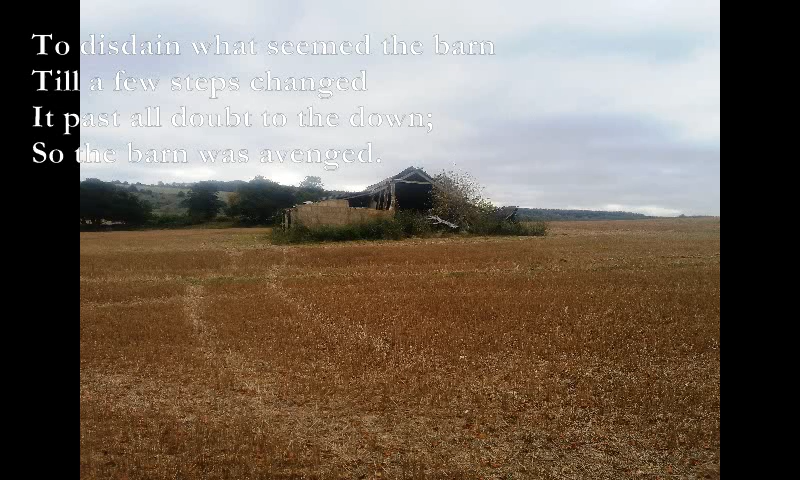 To disdain what seemed the barn
Till a few steps changed
It past all doubt to the down;
So the barn was avenged.